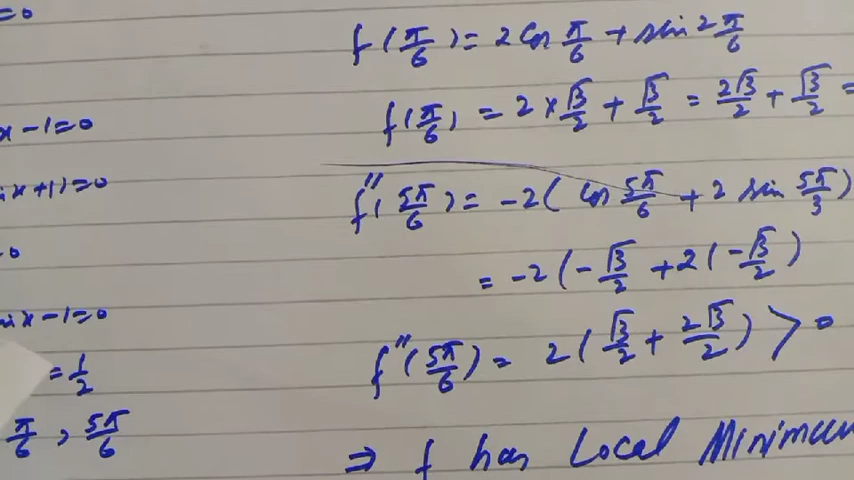 =0
x-1=0
in x+1)=0
=0
in x-1=0
= 1/2
π/6 , 5π/6
f(π/6) = 2 cos π/6 + sin 2π/6
f(π/6) = 2 × √3/2 + √3/2 = 2√3/2 + √3/2 =
f''(5π/6) = -2( cos 5π/6 + 2 sin 5π/3)
= -2(-√3/2 + 2(-√3/2)
f''(5π/6) = 2(√3/2 + 2√3/2) > 0
⇒ f has Local Minimum